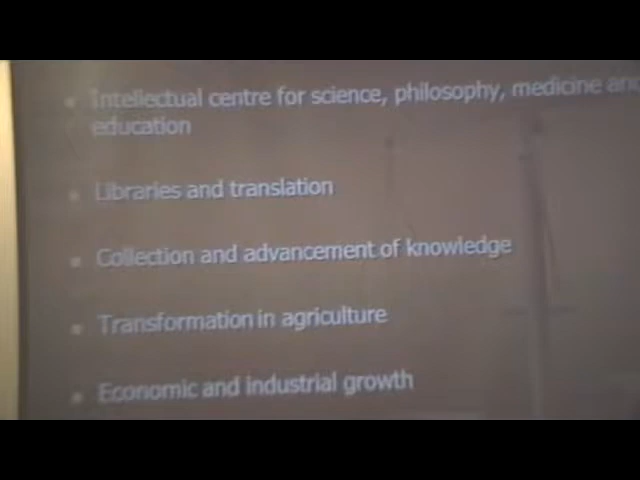 Intellectual centre for science, philosophy, medicine and
education
Libraries and translation
Collection and advancement of knowledge
Transformation in agriculture
Economic and industrial growth